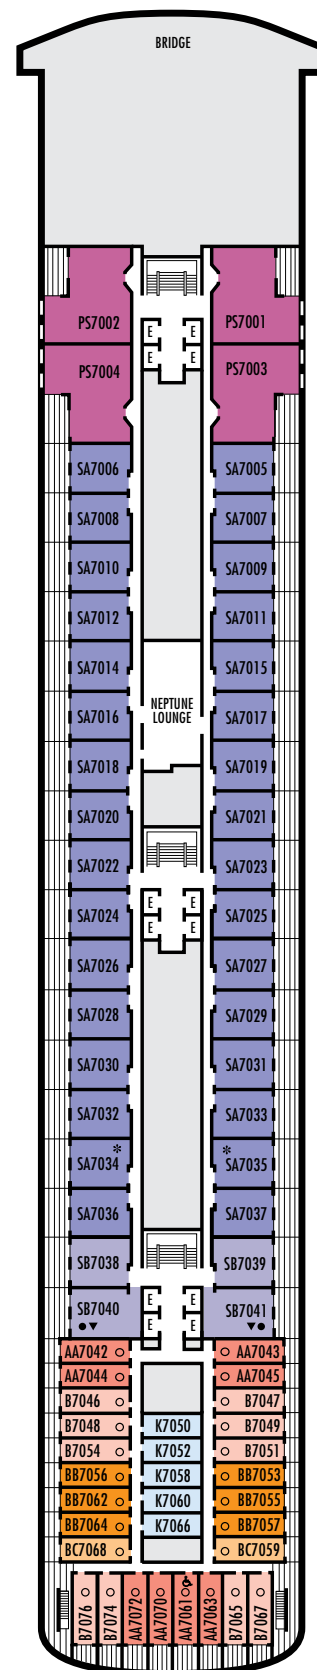 BRIDGE
PS7002
PS7001
E E
PS7004
E E
PS7003
SA7006
SA7005
SA7008
SA7007
SA7010
SA7009
SA7012
SA7011
SA7014
SA7015
NEPTUNE
LOUNGE
SA7016
SA7017
SA7018
SA7019
SA7020
SA7021
SA7022
SA7023
SA7024
E E
SA7025
E E
SA7026
SA7027
SA7028
SA7029
SA7030
SA7031
SA7032
SA7033
*
*
SA7034
SA7035
SA7036
SA7037
SB7038
SB7039
SB7040
E E
SB7041
E E
AA7042
AA7043
AA7044
AA7045
B7046
B7047
B7048
K7050
B7049
B7054
K7052
B7051
BB7056
K7058
BB7053
BB7062
K7060
BB7055
BB7064
K7066
BB7057
BC7068
BC7059
B7076
B7074
AA7072
AA7070
AA7061
AA7063
B7065
B7067